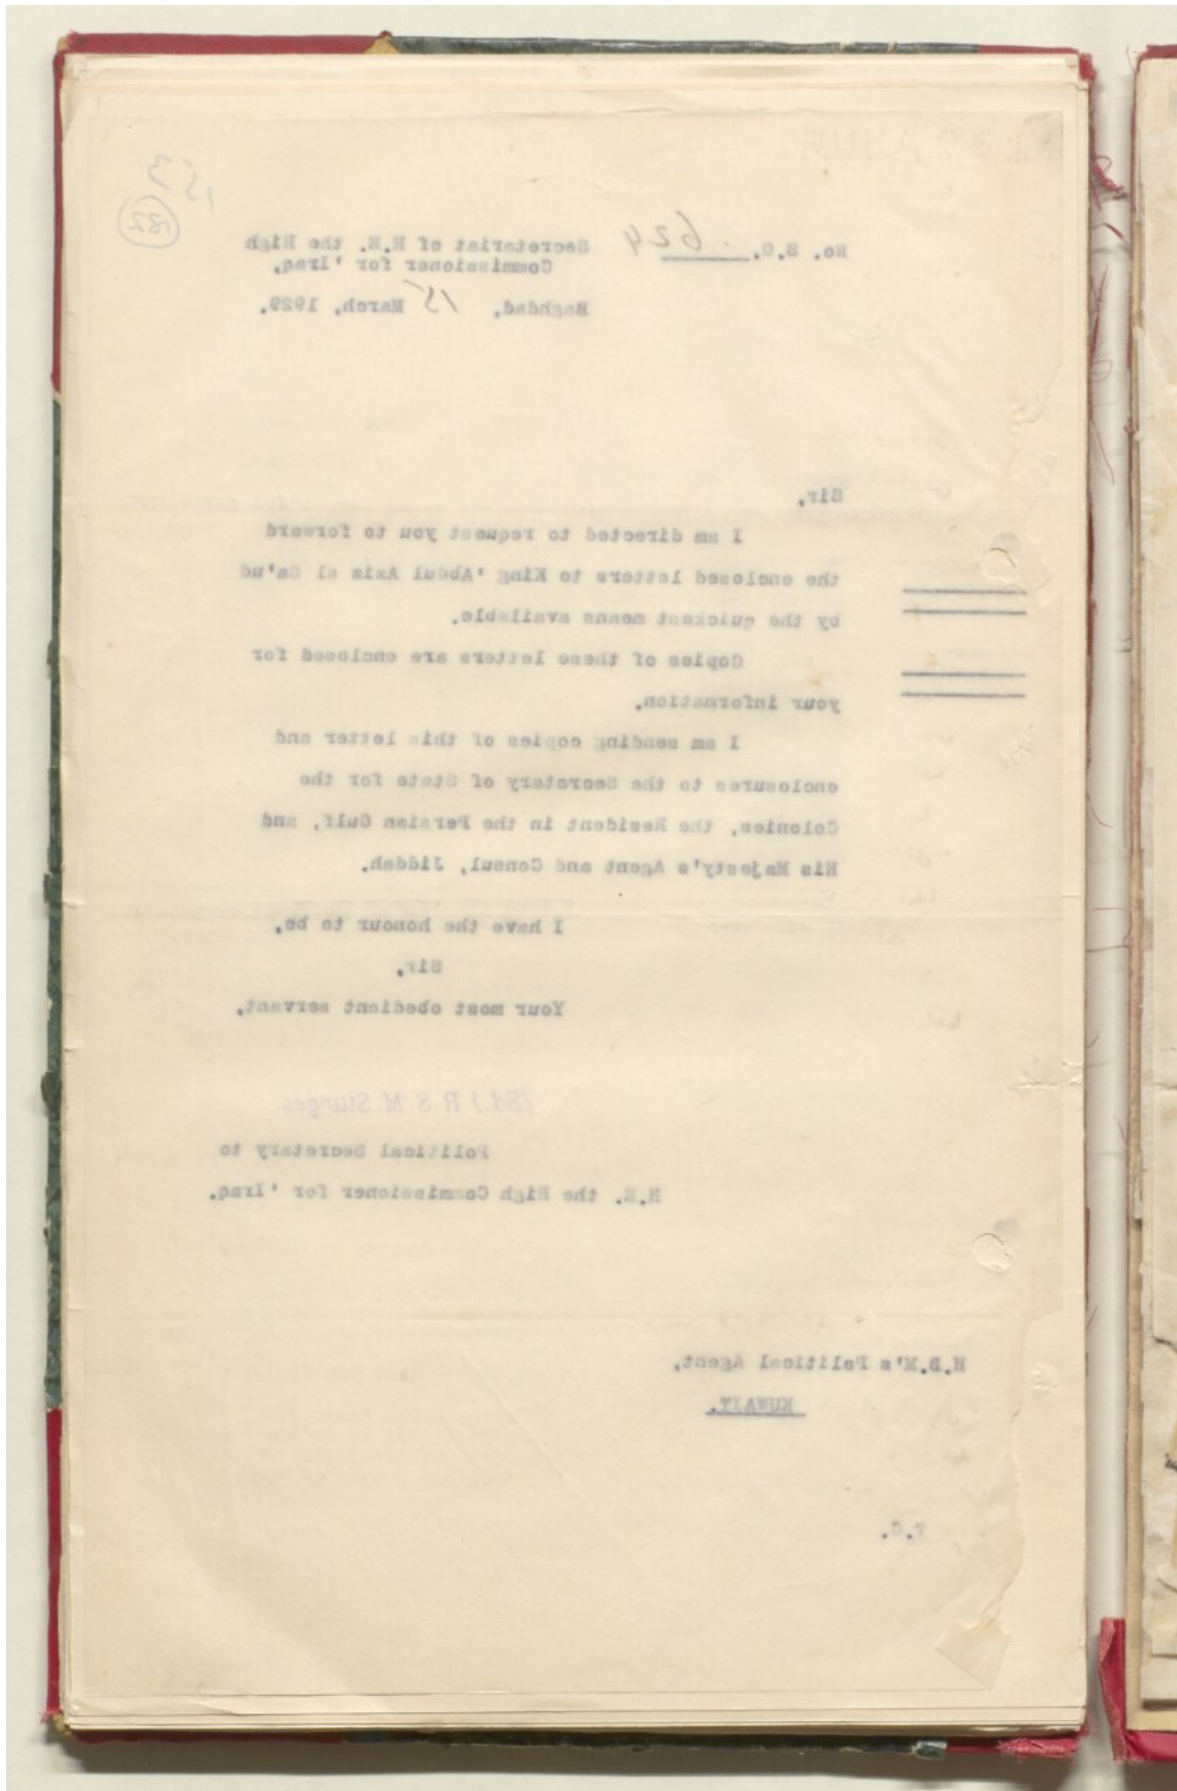 153
182
No. S.O. 624
Secretariat of H.E. the High
Commissioner for 'Iraq,
Baghdad, 15 March, 1929.
Sir,
I am directed to request you to forward
the enclosed letters to King 'Abdul Aziz al Sa'ud
by the quickest means available.
Copies of these letters are enclosed for
your information.
I am sending copies of this letter and
enclosures to the Secretary of State for the
Colonies, the Resident in the Persian Gulf, and
His Majesty's Agent and Consul, Jiddah.
I have the honour to be,
Sir,
Your most obedient servant,
(Sd.) R S M. Sturges
Political Secretary to
H.E. the High Commissioner for 'Iraq.
H.B.M's Political Agent,
KUWAIT.